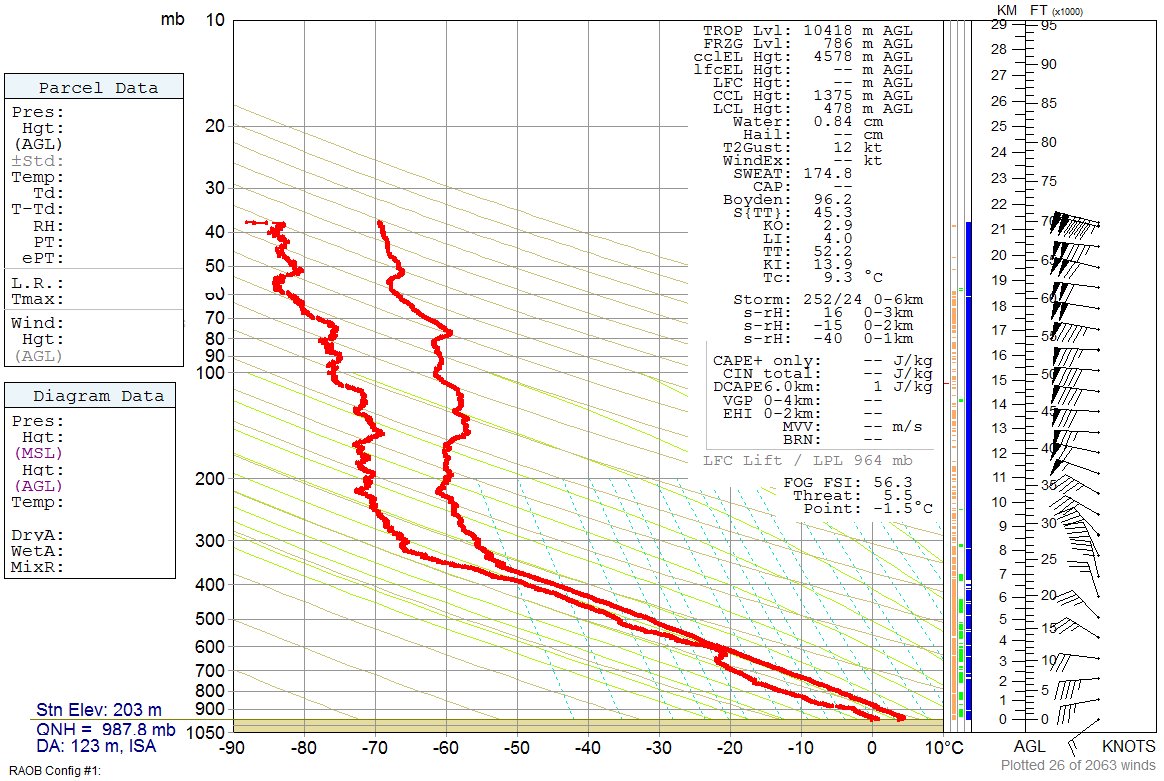 mb
KM FT (x1000)
Parcel Data
Pres:
Hgt:
(AGL)
±Std:
Temp:
Td:
T-Td:
RH:
PT:
ePT:
L.R.:
Tmax:
Wind:
Hgt:
(AGL)
Diagram Data
Pres:
Hgt:
(MSL)
Hgt:
(AGL)
Temp:
DryA:
WetA:
MixR:
Stn Elev: 203 m
QNH = 987.8 mb
DA: 123 m, ISA
RAOB Config #1:
10
20
30
40
50
60
70
80
90
100
200
300
400
500
600
700
800
900
1050
-90 -80 -70 -60 -50 -40 -30 -20 -10 0 10°C
TROP Lvl: 10418 m AGL
FRZG Lvl: 786 m AGL
cclEL Hgt: 4578 m AGL
lfcEL Hgt: -- m AGL
LFC Hgt: -- m AGL
CCL Hgt: 1375 m AGL
LCL Hgt: 478 m AGL
Water: 0.84 cm
Hail: -- cm
T2Gust: 12 kt
WindEx: -- kt
SWEAT: 174.8
CAP: --
Boyden: 96.2
S{TT}: 45.3
KO: 2.9
LI: 4.0
TT: 52.2
KI: 13.9
Tc: 9.3 °C
Storm: 252/24 0-6km
s-rH: 16 0-3km
s-rH: -15 0-2km
s-rH: -40 0-1km
CAPE+ only: -- J/kg
CIN total: -- J/kg
DCAPE6.0km: 1 J/kg
VGP 0-4km: --
EHI 0-2km: --
MVV: -- m/s
BRN: --
LFC Lift / LPL 964 mb
FOG FSI: 56.3
Threat: 5.5
Point: -1.5°C
29
28
27
26
25
24
23
22
21
20
19
18
17
16
15
14
13
12
11
10
9
8
7
6
5
4
3
2
1
0
95
90
85
80
75
70
65
60
55
50
45
40
35
30
25
20
15
10
5
0
AGL KNOTS
Plotted 26 of 2063 winds